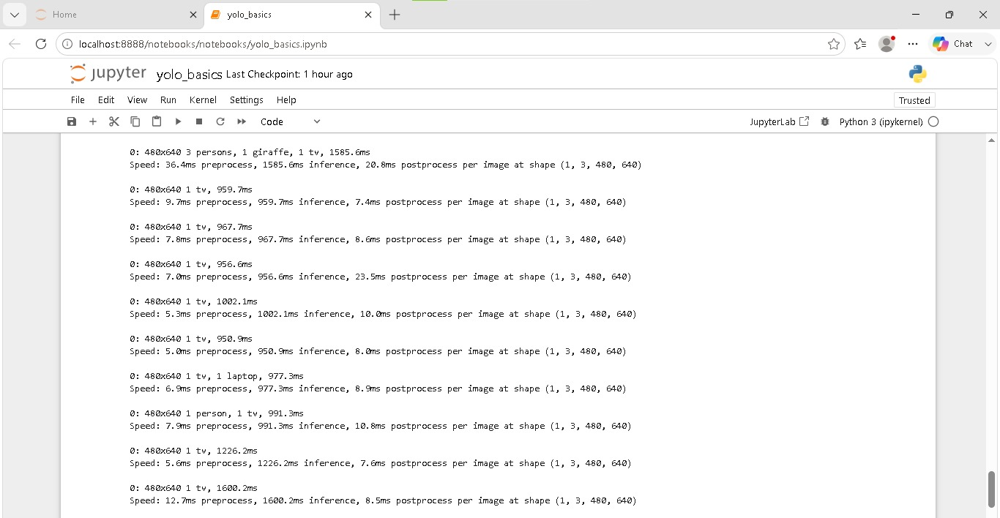 Home
yolo_basics
localhost:8888/notebooks/notebooks/yolo_basics.ipynb
Chat
jupyter yolo_basics Last Checkpoint: 1 hour ago
File Edit View Run Kernel Settings Help
Trusted
Code
JupyterLab
Python 3 (ipykernel)
0: 480x640 3 persons, 1 giraffe, 1 tv, 1585.6ms
Speed: 36.4ms preprocess, 1585.6ms inference, 20.8ms postprocess per image at shape (1, 3, 480, 640)
0: 480x640 1 tv, 959.7ms
Speed: 9.7ms preprocess, 959.7ms inference, 7.4ms postprocess per image at shape (1, 3, 480, 640)
0: 480x640 1 tv, 967.7ms
Speed: 7.8ms preprocess, 967.7ms inference, 8.6ms postprocess per image at shape (1, 3, 480, 640)
0: 480x640 1 tv, 956.6ms
Speed: 7.0ms preprocess, 956.6ms inference, 23.5ms postprocess per image at shape (1, 3, 480, 640)
0: 480x640 1 tv, 1002.1ms
Speed: 5.3ms preprocess, 1002.1ms inference, 10.0ms postprocess per image at shape (1, 3, 480, 640)
0: 480x640 1 tv, 950.9ms
Speed: 5.0ms preprocess, 950.9ms inference, 8.0ms postprocess per image at shape (1, 3, 480, 640)
0: 480x640 1 tv, 1 laptop, 977.3ms
Speed: 6.9ms preprocess, 977.3ms inference, 8.9ms postprocess per image at shape (1, 3, 480, 640)
0: 480x640 1 person, 1 tv, 991.3ms
Speed: 7.9ms preprocess, 991.3ms inference, 10.8ms postprocess per image at shape (1, 3, 480, 640)
0: 480x640 1 tv, 1226.2ms
Speed: 5.6ms preprocess, 1226.2ms inference, 7.6ms postprocess per image at shape (1, 3, 480, 640)
0: 480x640 1 tv, 1600.2ms
Speed: 12.7ms preprocess, 1600.2ms inference, 8.5ms postprocess per image at shape (1, 3, 480, 640)